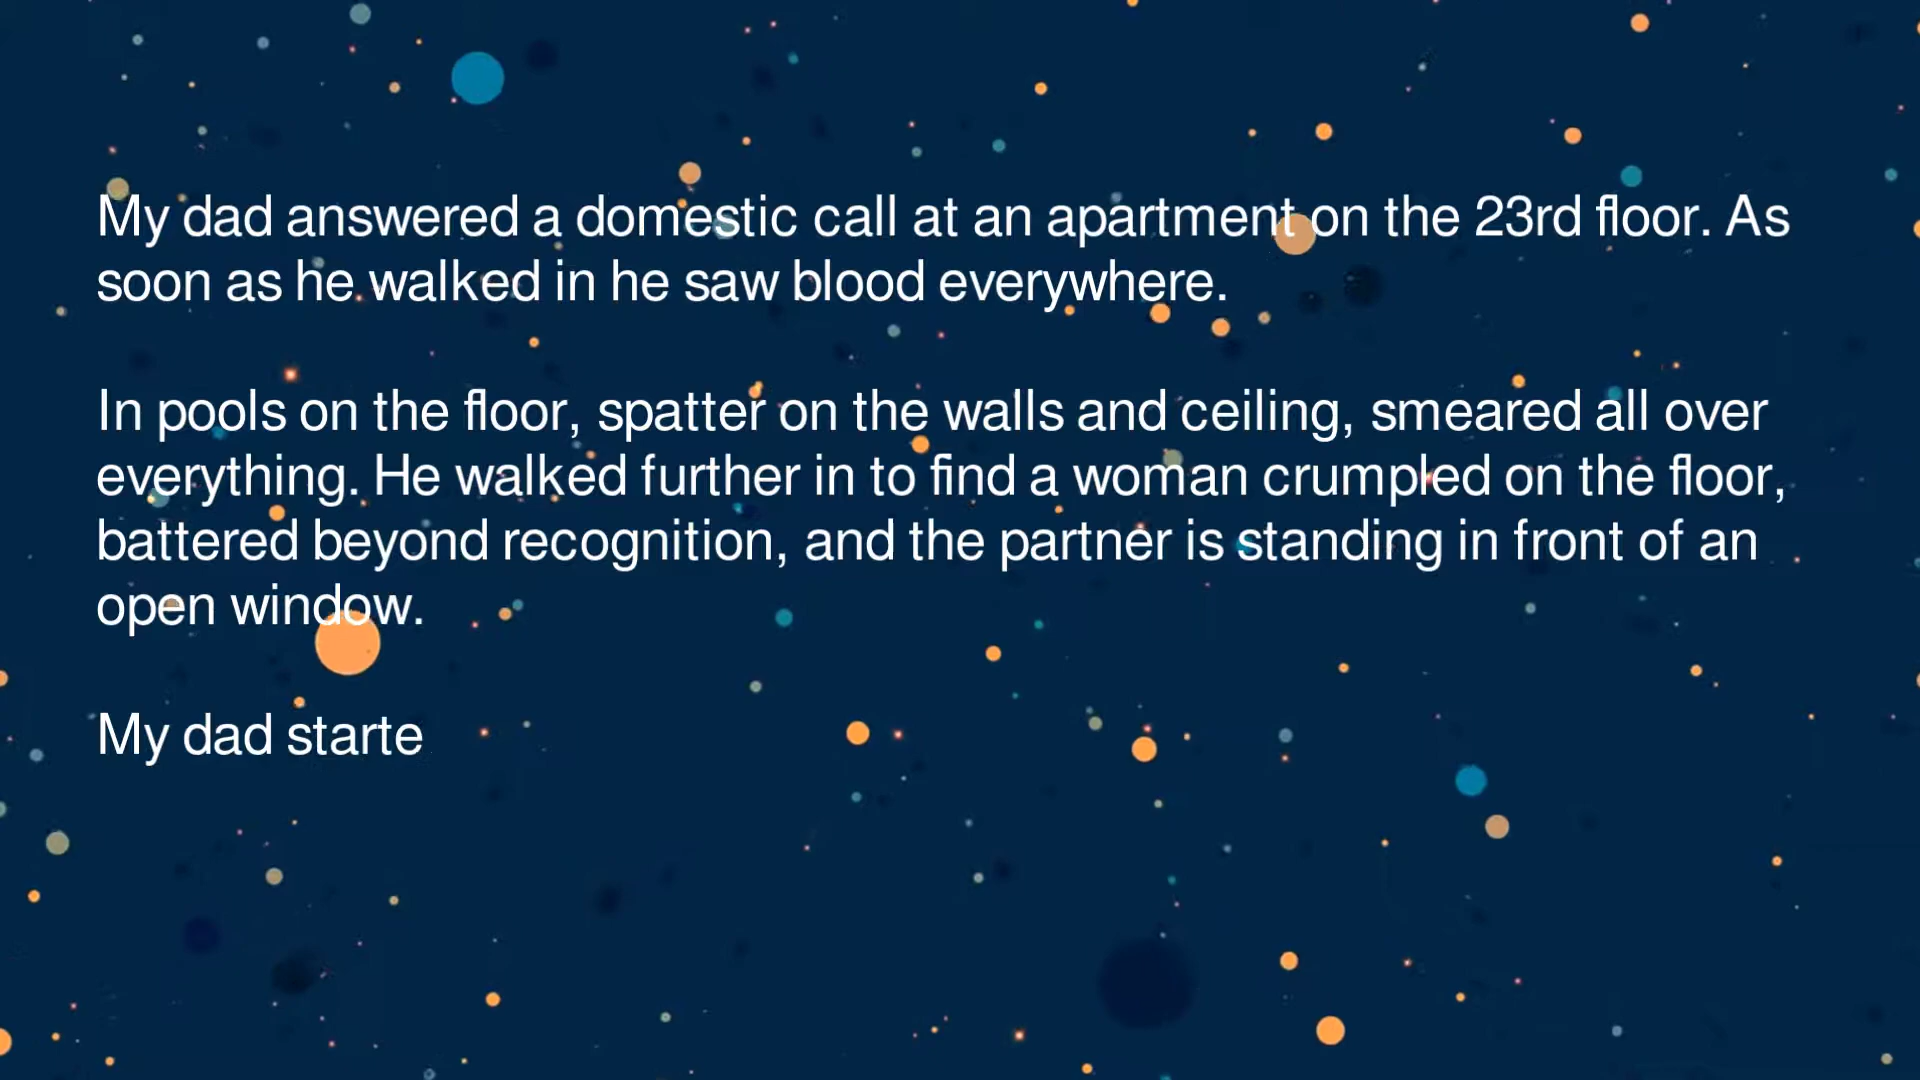 My dad answered a domestic call at an apartment on the 23rd floor. As
soon as he walked in he saw blood everywhere.
In pools on the floor, spatter on the walls and ceiling, smeared all over
everything. He walked further in to find a woman crumpled on the floor,
battered beyond recognition, and the partner is standing in front of an
open window.
My dad starte